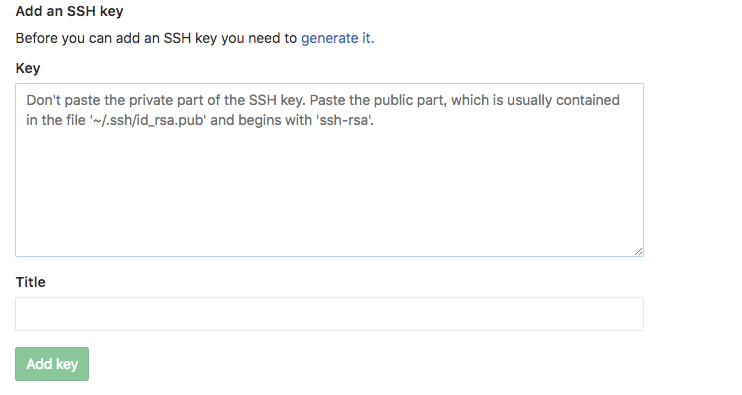 Add an SSH key
Before you can add an SSH key you need to generate it.
Key
Don't paste the private part of the SSH key. Paste the public part, which is usually contained
in the file '~/.ssh/id_rsa.pub' and begins with 'ssh-rsa'.
Title
Add key